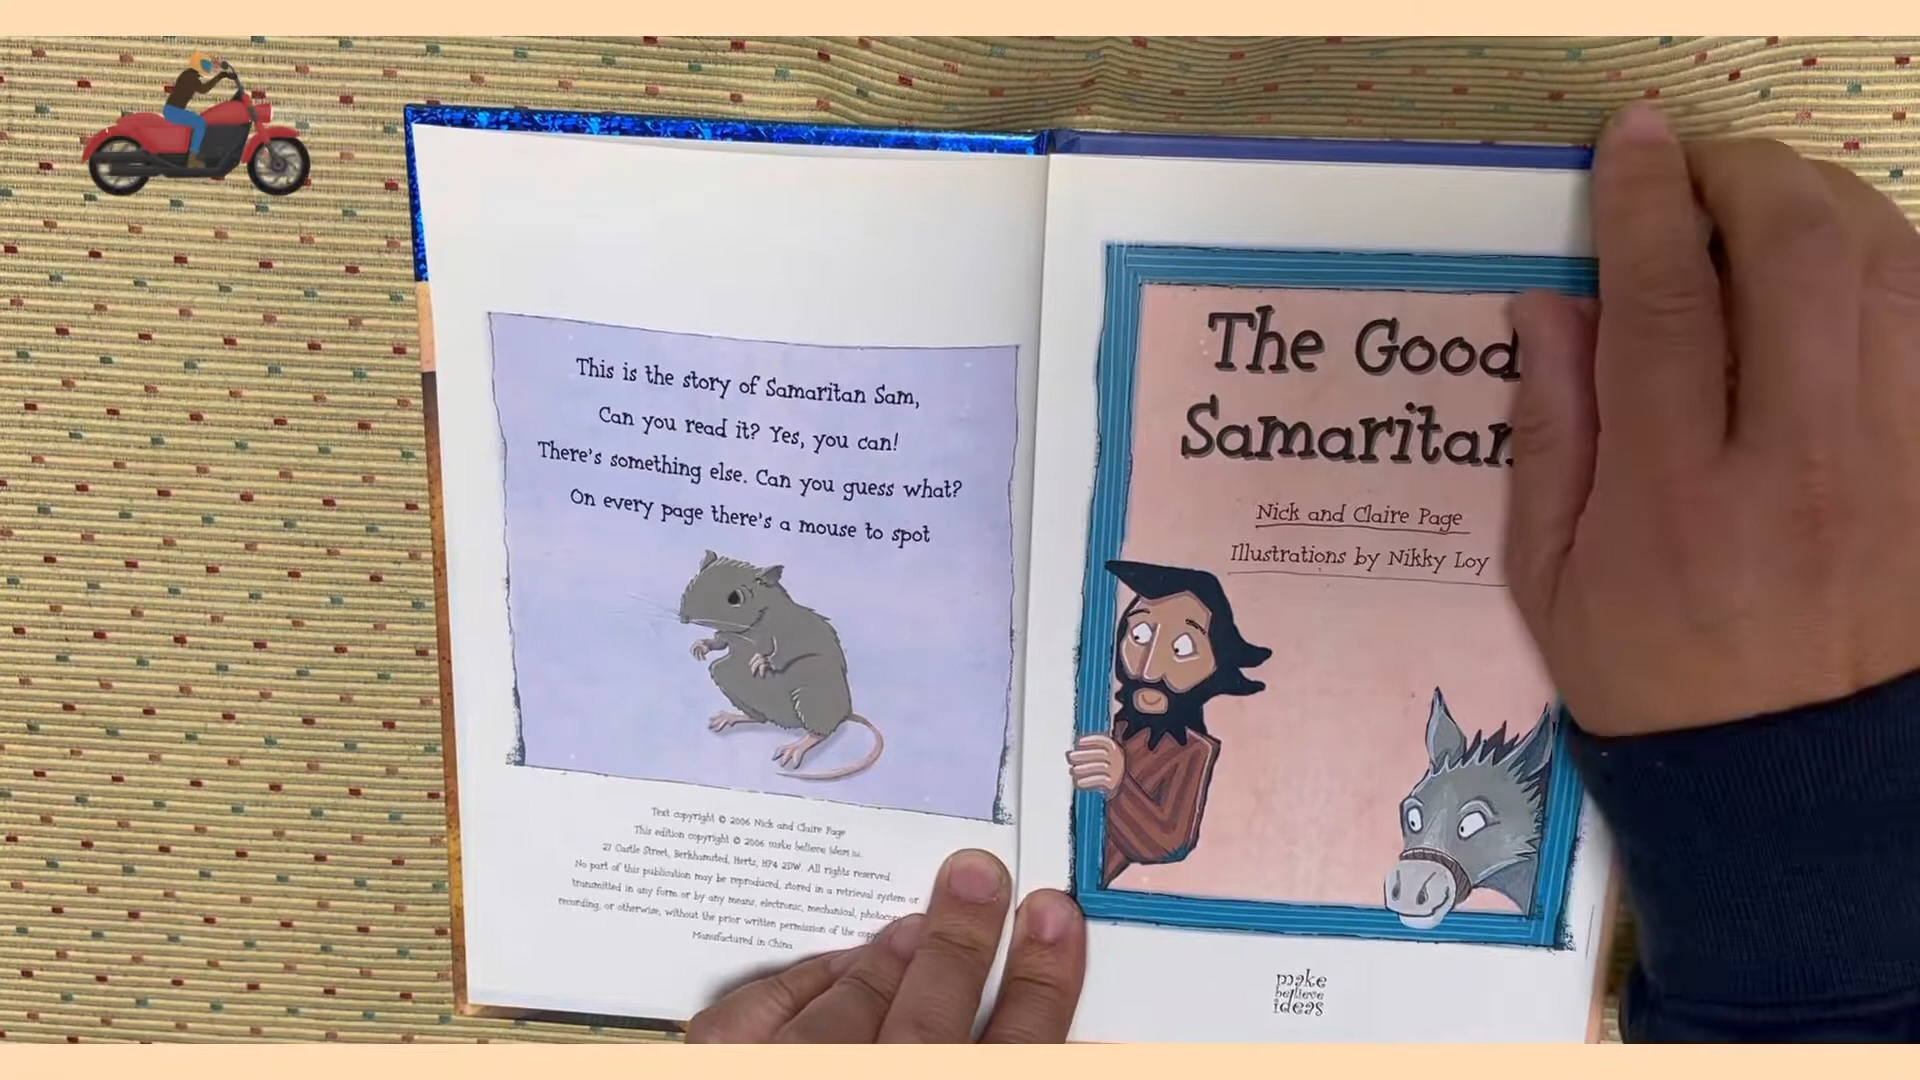 This is the story of Samaritan Sam,
Can you read it? Yes, you can!
There's something else. Can you guess what?
On every page there's a mouse to spot
Text copyright © 2006 Nick and Claire Page
This edition copyright © 2006 make believe ideas
27 Castle Street, Berkhamsted, Herts, HP4 2DW. All rights reserved
No part of this publication may be reproduced, stored in a retrieval system or
transmitted in any form or by any means, electronic, mechanical,
recording, or otherwise, without the prior written permission of the
Manufactured in China.
The Good
Samaritan
Nick and Claire Page
Illustrations by Nikky Loy
make
believe
ideas